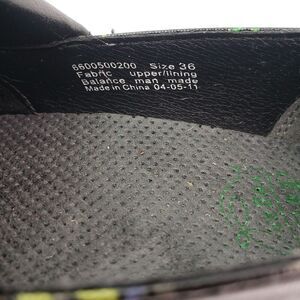 6600500200 Size 36
Fabric upper/lining
Balance man made
Made in China 04-05-11